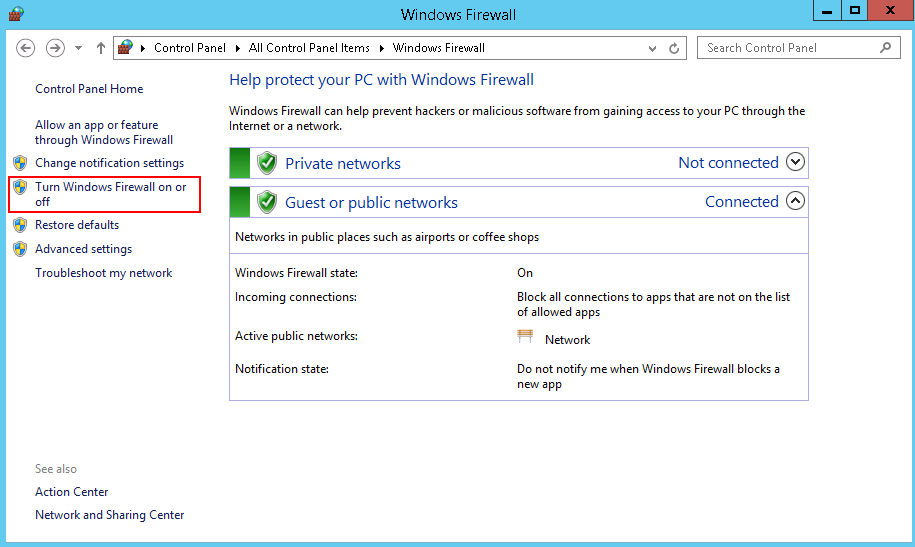 Windows Firewall
Control Panel
All Control Panel Items
Windows Firewall
Search Control Panel
Control Panel Home
Allow an app or feature
through Windows Firewall
Change notification settings
Turn Windows Firewall on or
off
Restore defaults
Advanced settings
Troubleshoot my network
See also
Action Center
Network and Sharing Center
Help protect your PC with Windows Firewall
Windows Firewall can help prevent hackers or malicious software from gaining access to your PC through the
Internet or a network.
Private networks
Not connected
Guest or public networks
Connected
Networks in public places such as airports or coffee shops
Windows Firewall state:
On
Incoming connections:
Block all connections to apps that are not on the list
of allowed apps
Active public networks:
Network
Notification state:
Do not notify me when Windows Firewall blocks a
new app